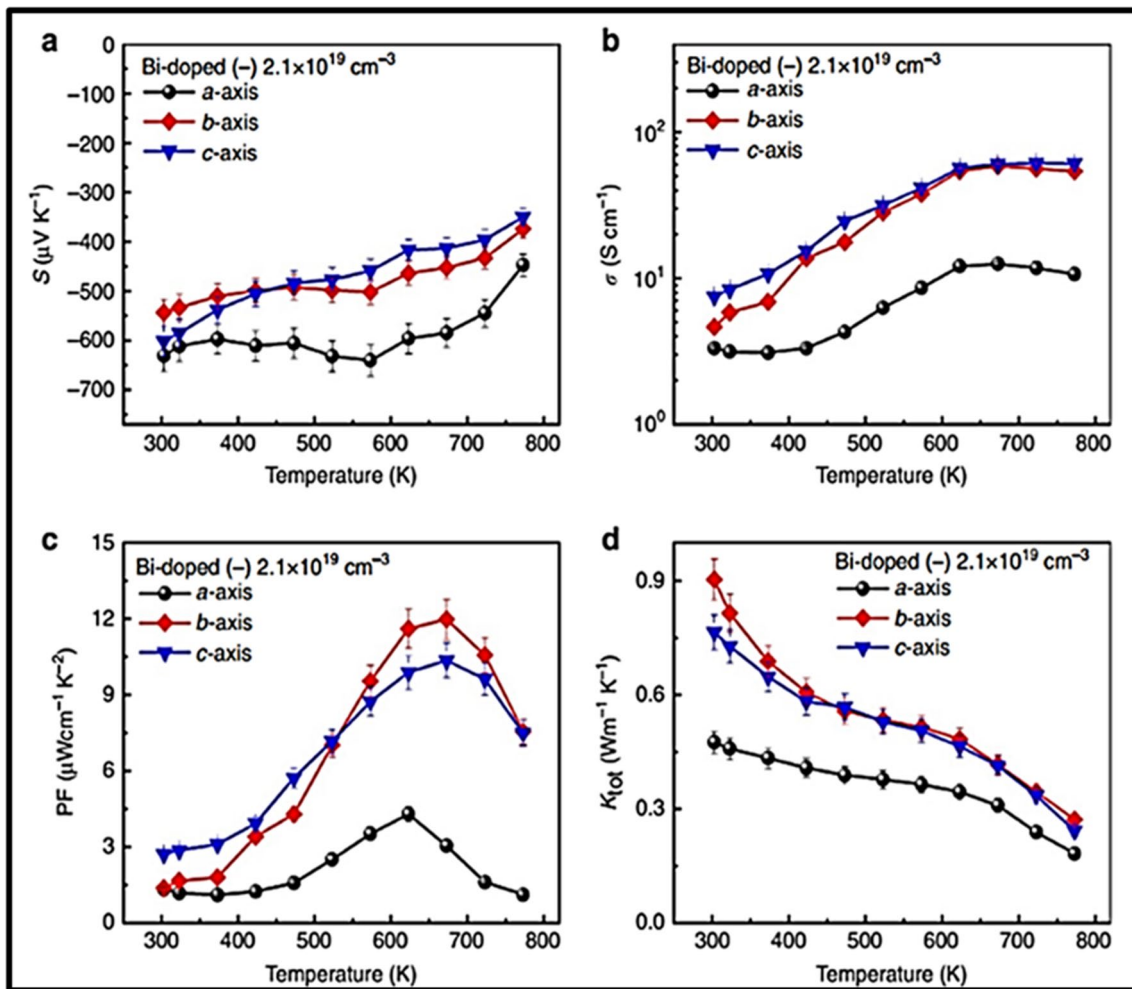 a
Bi-doped (–) 2.1×10¹⁹ cm⁻³
a-axis
b-axis
c-axis
0
–100
–200
–300
–400
–500
–600
–700
S (μV K⁻¹)
300 400 500 600 700 800
Temperature (K)
b
Bi-doped (–) 2.1×10¹⁹ cm⁻³
a-axis
b-axis
c-axis
10²
10¹
10⁰
σ (S cm⁻¹)
300 400 500 600 700 800
Temperature (K)
c
Bi-doped (–) 2.1×10¹⁹ cm⁻³
a-axis
b-axis
c-axis
15
12
9
6
3
0
PF (μWcm⁻¹ K⁻²)
300 400 500 600 700 800
Temperature (K)
d
Bi-doped (–) 2.1×10¹⁹ cm⁻³
a-axis
b-axis
c-axis
0.9
0.6
0.3
0.0
Ktot (Wm⁻¹ K⁻¹)
300 400 500 600 700 800
Temperature (K)